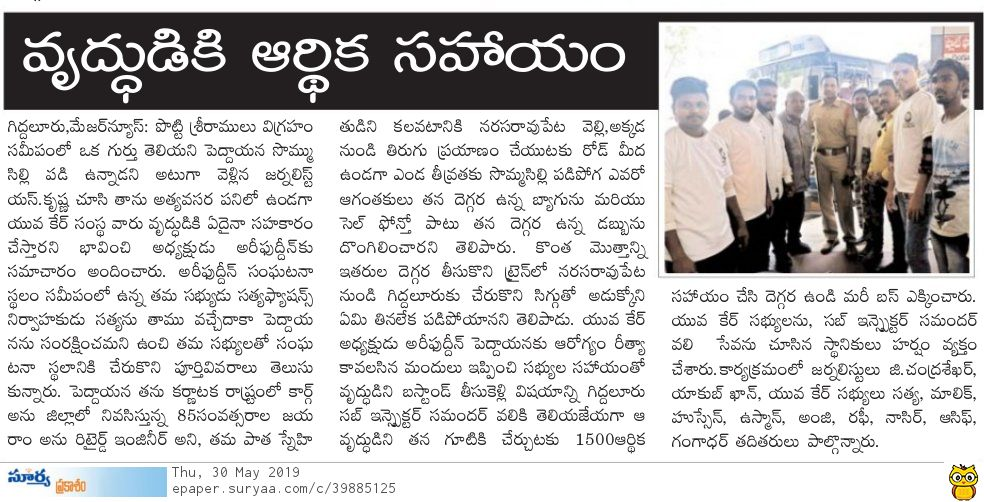 వృద్ధుడికి ఆర్థిక సహాయం
గిద్దలూరు,మేజర్‌న్యూస్: పొట్టి శ్రీరాములు విగ్రహం
సమీపంలో ఒక గుర్తు తెలియని పెద్దాయన సొమ్ము
సిల్లి పడి ఉన్నాడని అటుగా వెళ్లిన జర్నలిస్ట్
యస్.కృష్ణ చూసి తాను అత్యవసర పనిలో ఉండగా
యువ కేర్ సంస్థ వారు వృద్ధుడికి ఏదైనా సహకారం
చేస్తారని భావించి అధ్యక్షుడు అరీఫుద్దీన్‌కు
సమాచారం అందించారు. అరీఫుద్దీన్ సంఘటనా
స్థలం సమీపంలో ఉన్న తమ సభ్యుడు సత్యఫ్యాషన్స్
నిర్వాహకుడు సత్యను తాము వచ్చేదాకా పెద్దాయ
నను సంరక్షించమని ఉంచి తమ సభ్యులతో సంఘ
టనా స్థలానికి చేరుకొని పూర్తివివరాలు తెలుసు
కున్నారు. పెద్దాయన తను కర్ణాటక రాష్ట్రంలో కార్గ్
అను జిల్లాలో నివసిస్తున్న 85సంవత్సరాల జయ
రాం అను రిటైర్డ్ ఇంజినీర్ అని, తమ పాత స్నేహి
తుడిని కలవటానికి నరసరావుపేట వెల్లి,అక్కడ
నుండి తిరుగు ప్రయాణం చేయుటకు రోడ్ మీద
ఉండగా ఎండ తీవ్రతకు సొమ్మసిల్లి పడిపోగ ఎవరో
ఆగంతకులు తన దెగ్గర ఉన్న బ్యాగును మరియు
సెల్ ఫోన్తో పాటు తన దెగ్గర ఉన్న డబ్బును
దొంగిలించారని తెలిపారు. కొంత మొత్తాన్ని
ఇతరుల దెగ్గర తీసుకొని ట్రైన్‌లో నరసరావుపేట
నుండి గిద్దలూరుకు చేరుకొని సిగ్గుతో అడుక్కోని
ఏమి తినలేక పడిపోయానని తెలిపాడు. యువ కేర్
అధ్యక్షుడు అరీఫుద్దీన్ పెద్దాయనకు ఆరోగ్యం రీత్యా
కావలసిన మందులు ఇప్పించి సభ్యుల సహాయంతో
వృద్ధుడిని బస్టాండ్ తీసుకెళ్లి విషయాన్ని గిద్దలూరు
సబ్ ఇన్స్పెక్టర్ సమందర్ వలికి తెలియజేయగా ఆ
వృద్ధుడిని తన గూటికి చేర్చుటకు 1500ఆర్థిక
సహాయం చేసి దెగ్గర ఉండి మరీ బస్ ఎక్కించారు.
యువ కేర్ సభ్యులను, సబ్ ఇన్స్పెక్టర్ సమందర్
వలి సేవను చూసిన స్థానికులు హర్షం వ్యక్తం
చేశారు.కార్యక్రమంలో జర్నలిస్టులు జి.చంద్రశేఖర్,
యాకుబ్ ఖాన్, యువ కేర్ సభ్యులు సత్య, మాలిక్,
హుస్సేన్, ఉస్మాన్, అంజి, రఫీ, నాసిర్, ఆసిఫ్,
గంగాధర్ తదితరులు పాల్గొన్నారు.
సూర్య ప్రకాశం
Thu, 30 May 2019
epaper.suryaa.com/c/39885125